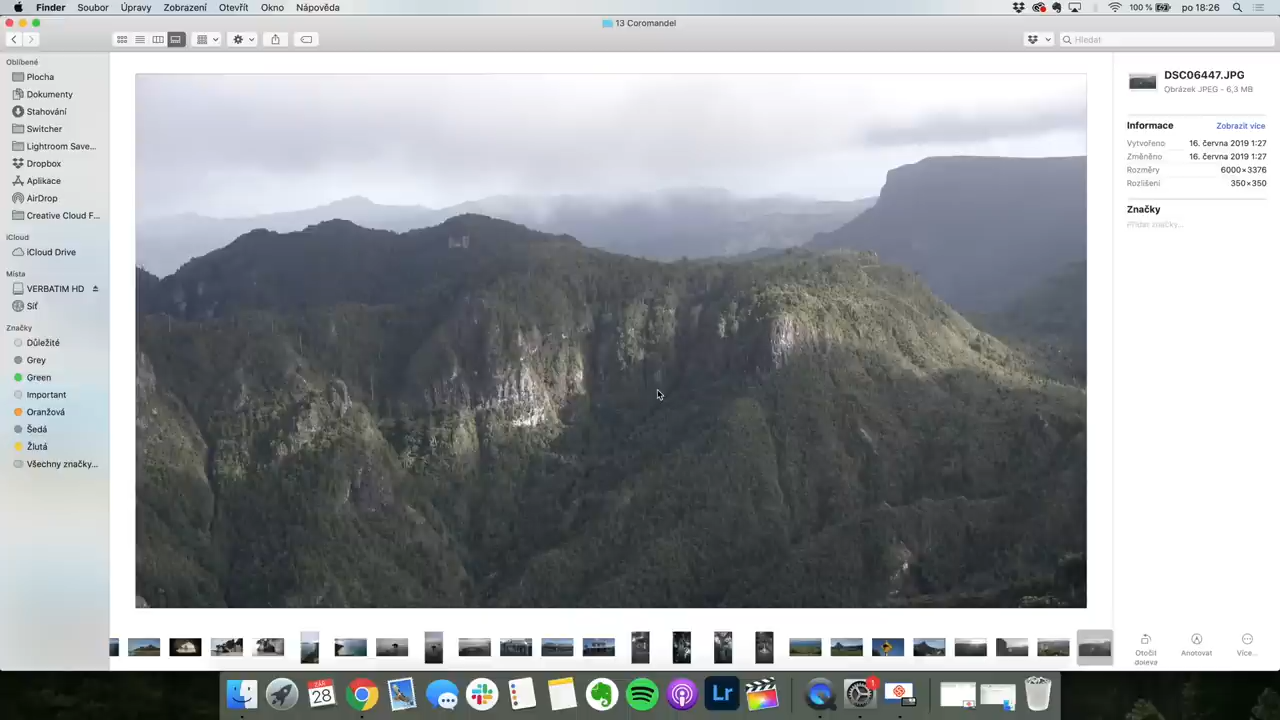 Finder Soubor Úpravy Zobrazení Otevřít Okno Nápověda
100 % po 18:26
13 Coromandel
Hledat
Oblíbené
Plocha
Dokumenty
Stahování
Switcher
Lightroom Save...
Dropbox
Aplikace
AirDrop
Creative Cloud F...
iCloud
iCloud Drive
Místa
VERBATIM HD
Síť
Značky
Důležité
Grey
Green
Important
Oranžová
Šedá
Žlutá
Všechny značky...
DSC06447.JPG
Obrázek JPEG - 6,3 MB
Informace Zobrazit více
Vytvořeno 16. června 2019 1:27
Změněno 16. června 2019 1:27
Rozměry 6000×3376
Rozlišení 350×350
Značky
Přidat značky...
Otočit doleva
Anotovat
Více...
ZÁŘ
28
Lr
1